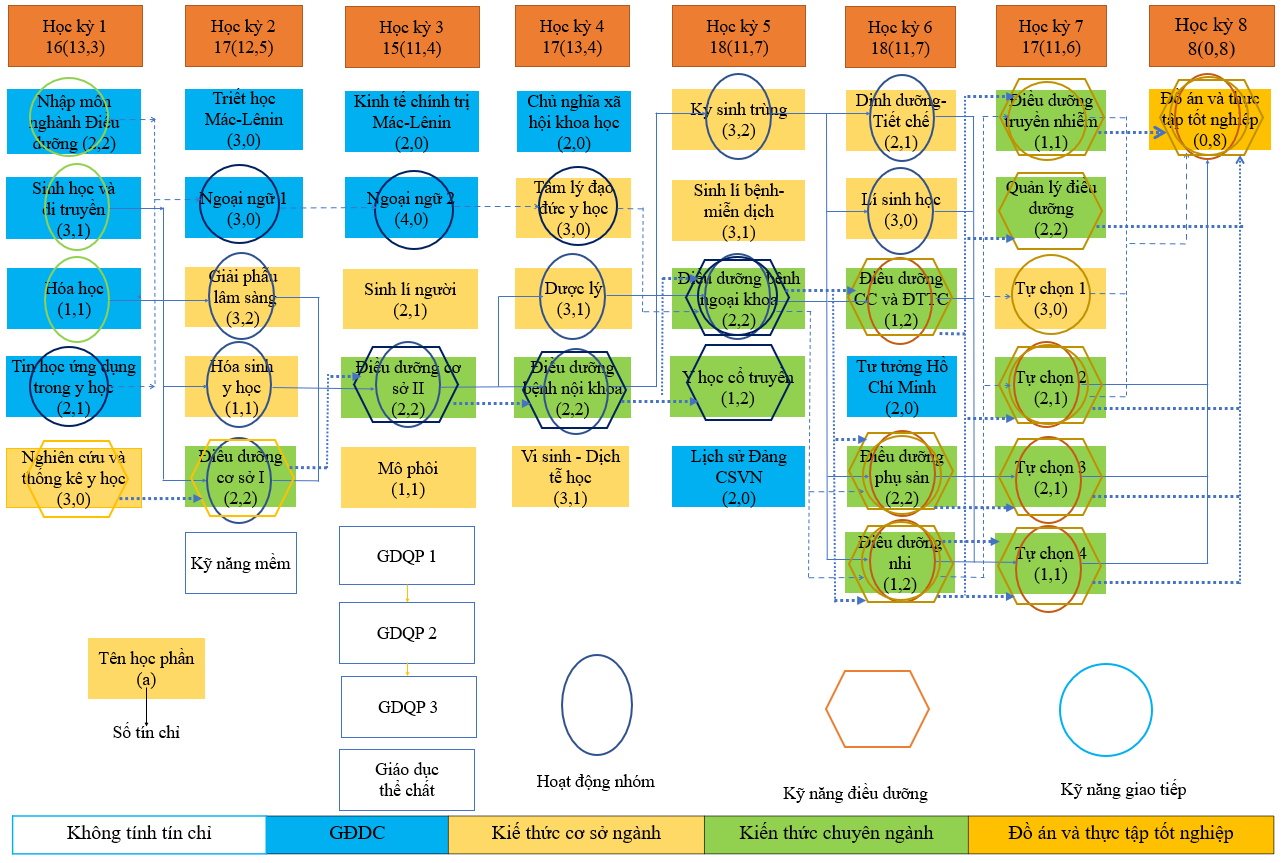 Học kỳ 1
16(13,3)
Học kỳ 2
17(12,5)
Học kỳ 3
15(11,4)
Học kỳ 4
17(13,4)
Học kỳ 5
18(11,7)
Học kỳ 6
18(11,7)
Học kỳ 7
17(11,6)
Học kỳ 8
8(0,8)
Nhập môn
nghành Điều
dưỡng (2,2)
Triết học
Mác-Lênin
(3,0)
Kinh tế chính trị
Mác-Lênin
(2,0)
Chủ nghĩa xã
hội khoa học
(2,0)
Ký sinh trùng
(3,2)
Dinh dưỡng-
Tiết chế
(2,1)
Điều dưỡng
truyền nhiễm
(1,1)
Đồ án và thực
tập tốt nghiệp
(0,8)
Sinh học và
di truyền
(3,1)
Ngoại ngữ 1
(3,0)
Ngoại ngữ 2
(4,0)
Tâm lý đạo
đức y học
(3,0)
Sinh lí bệnh-
miễn dịch
(3,1)
Lí sinh học
(3,0)
Quản lý điều
dưỡng
(2,2)
Hóa học
(1,1)
Giải phẫu
lâm sàng
(3,2)
Sinh lí người
(2,1)
Dược lý
(3,1)
Điều dưỡng bệnh
ngoại khoa
(2,2)
Điều dưỡng
CC và ĐTTC
(1,2)
Tự chọn 1
(3,0)
Tin học ứng dụng
trong y học
(2,1)
Hóa sinh
y học
(1,1)
Điều dưỡng cơ
sở II
(2,2)
Điều dưỡng
bệnh nội khoa
(2,2)
Y học cổ truyền
(1,2)
Tư tưởng Hồ
Chí Minh
(2,0)
Tự chọn 2
(2,1)
Nghiên cứu và
thống kê y học
(3,0)
Điều dưỡng
cơ sở I
(2,2)
Mô phôi
(1,1)
Vi sinh - Dịch
tễ học
(3,1)
Lịch sử Đảng
CSVN
(2,0)
Điều dưỡng
phụ sản
(2,2)
Tự chọn 3
(2,1)
Kỹ năng mềm
GDQP 1
Điều dưỡng
nhi
(1,2)
Tự chọn 4
(1,1)
GDQP 2
GDQP 3
Giáo dục
thể chất
Tên học phần
(a)
Số tín chỉ
Hoạt động nhóm
Kỹ năng điều dưỡng
Kỹ năng giao tiếp
Không tính tín chỉ
GĐDC
Kiế thức cơ sở ngành
Kiến thức chuyên ngành
Đồ án và thực tập tốt nghiệp